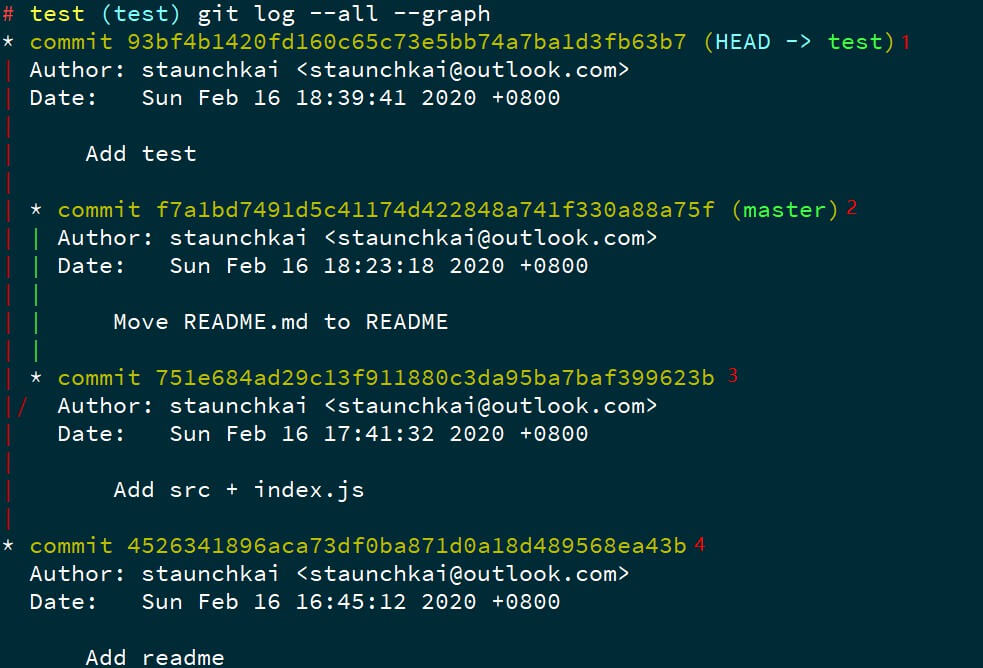 # test (test) git log --all --graph
* commit 93bf4b1420fd160c65c73e5bb74a7ba1d3fb63b7 (HEAD -> test) 1
| Author: staunchkai <staunchkai@outlook.com>
| Date:   Sun Feb 16 18:39:41 2020 +0800
|
|     Add test
|
| * commit f7a1bd7491d5c41174d422848a741f330a88a75f (master) 2
| | Author: staunchkai <staunchkai@outlook.com>
| | Date:   Sun Feb 16 18:23:18 2020 +0800
| |
| |     Move README.md to README
| |
| * commit 751e684ad29c13f911880c3da95ba7baf399623b 3
|/  Author: staunchkai <staunchkai@outlook.com>
|   Date:   Sun Feb 16 17:41:32 2020 +0800
|
|       Add src + index.js
|
* commit 4526341896aca73df0ba871d0a18d489568ea43b 4
  Author: staunchkai <staunchkai@outlook.com>
  Date:   Sun Feb 16 16:45:12 2020 +0800

      Add readme